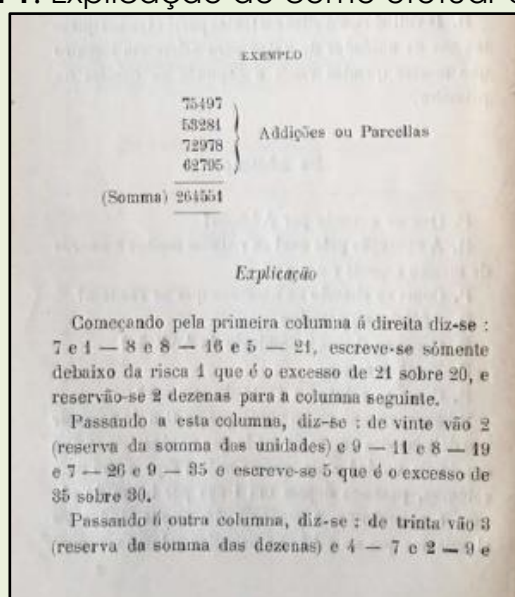 Explicação de como efetuar
EXEMPLO
75497
53281
72978
62795
Addições ou Parcellas
(Somma) 264551
Explicação
Começando pela primeira columna á direita diz-se :
7 e 1 — 8 e 8 — 16 e 5 — 21, escreve-se sómente
debaixo da risca 1 que é o excesso de 21 sobre 20, e
reservão-se 2 dezenas para a columna seguinte.
Passando a esta columna, diz-se : de vinte vão 2
(reserva da somma das unidades) e 9 — 11 e 8 — 19
e 7 — 26 e 9 — 35 e escreve-se 5 que é o excesso de
35 sobre 30.
Passando á outra columna, diz-se : de trinta vão 3
(reserva da somma das dezenas) e 4 — 7 e 2 — 9 e